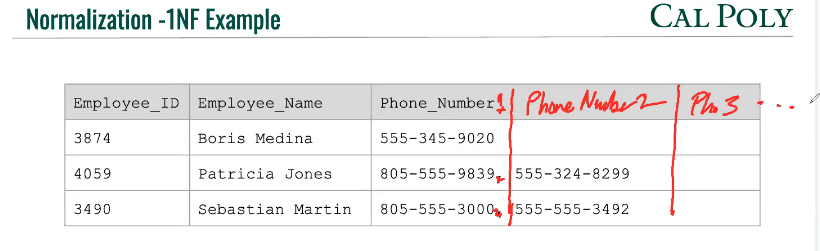 Normalization -1NF Example
CAL POLY
Employee_ID Employee_Name Phone_Number1 Phone Number 2 Pho 3 ....
3874 Boris Medina 555-345-9020
4059 Patricia Jones 805-555-9839, 555-324-8299
3490 Sebastian Martin 805-555-3000, 555-555-3492